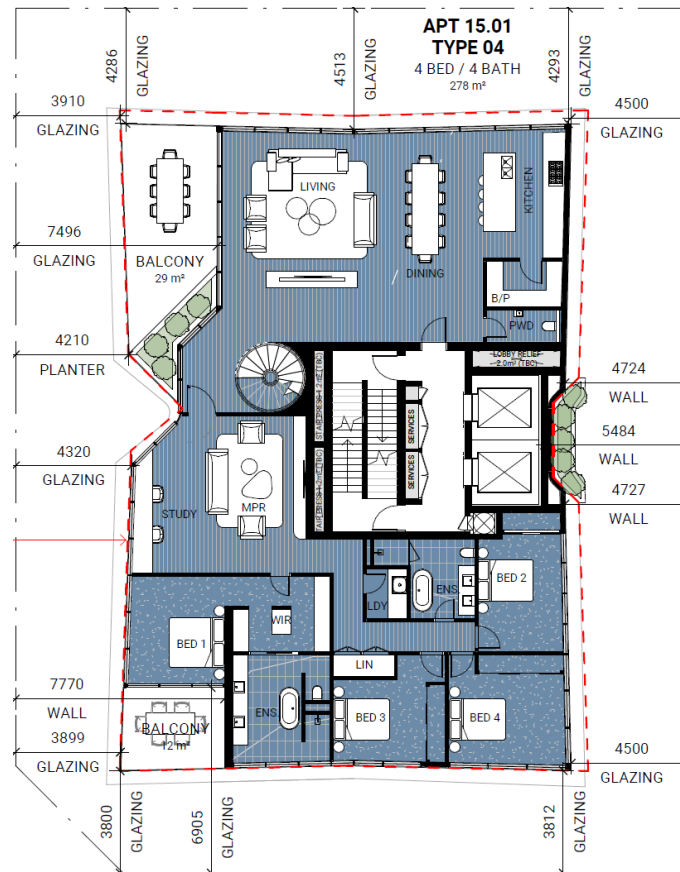 APT 15.01
TYPE 04
4 BED / 4 BATH
278 m²
4286
GLAZING
4513
GLAZING
4293
GLAZING
3910
GLAZING
4500
GLAZING
LIVING
KITCHEN
7496
GLAZING
BALCONY
29 m²
DINING
B/P
PWD
4210
PLANTER
LOBBY RELIEF
2.0m² (TBC)
4724
WALL
SERVICES
5484
WALL
4320
GLAZING
SERVICES
4727
WALL
STUDY
MPR
BED 2
ENS.
LDY
WIR
BED 1
LIN
7770
WALL
ENS.
BED 3
BED 4
BALCONY
12 m²
3899
GLAZING
4500
GLAZING
3800
GLAZING
6905
GLAZING
3812
GLAZING